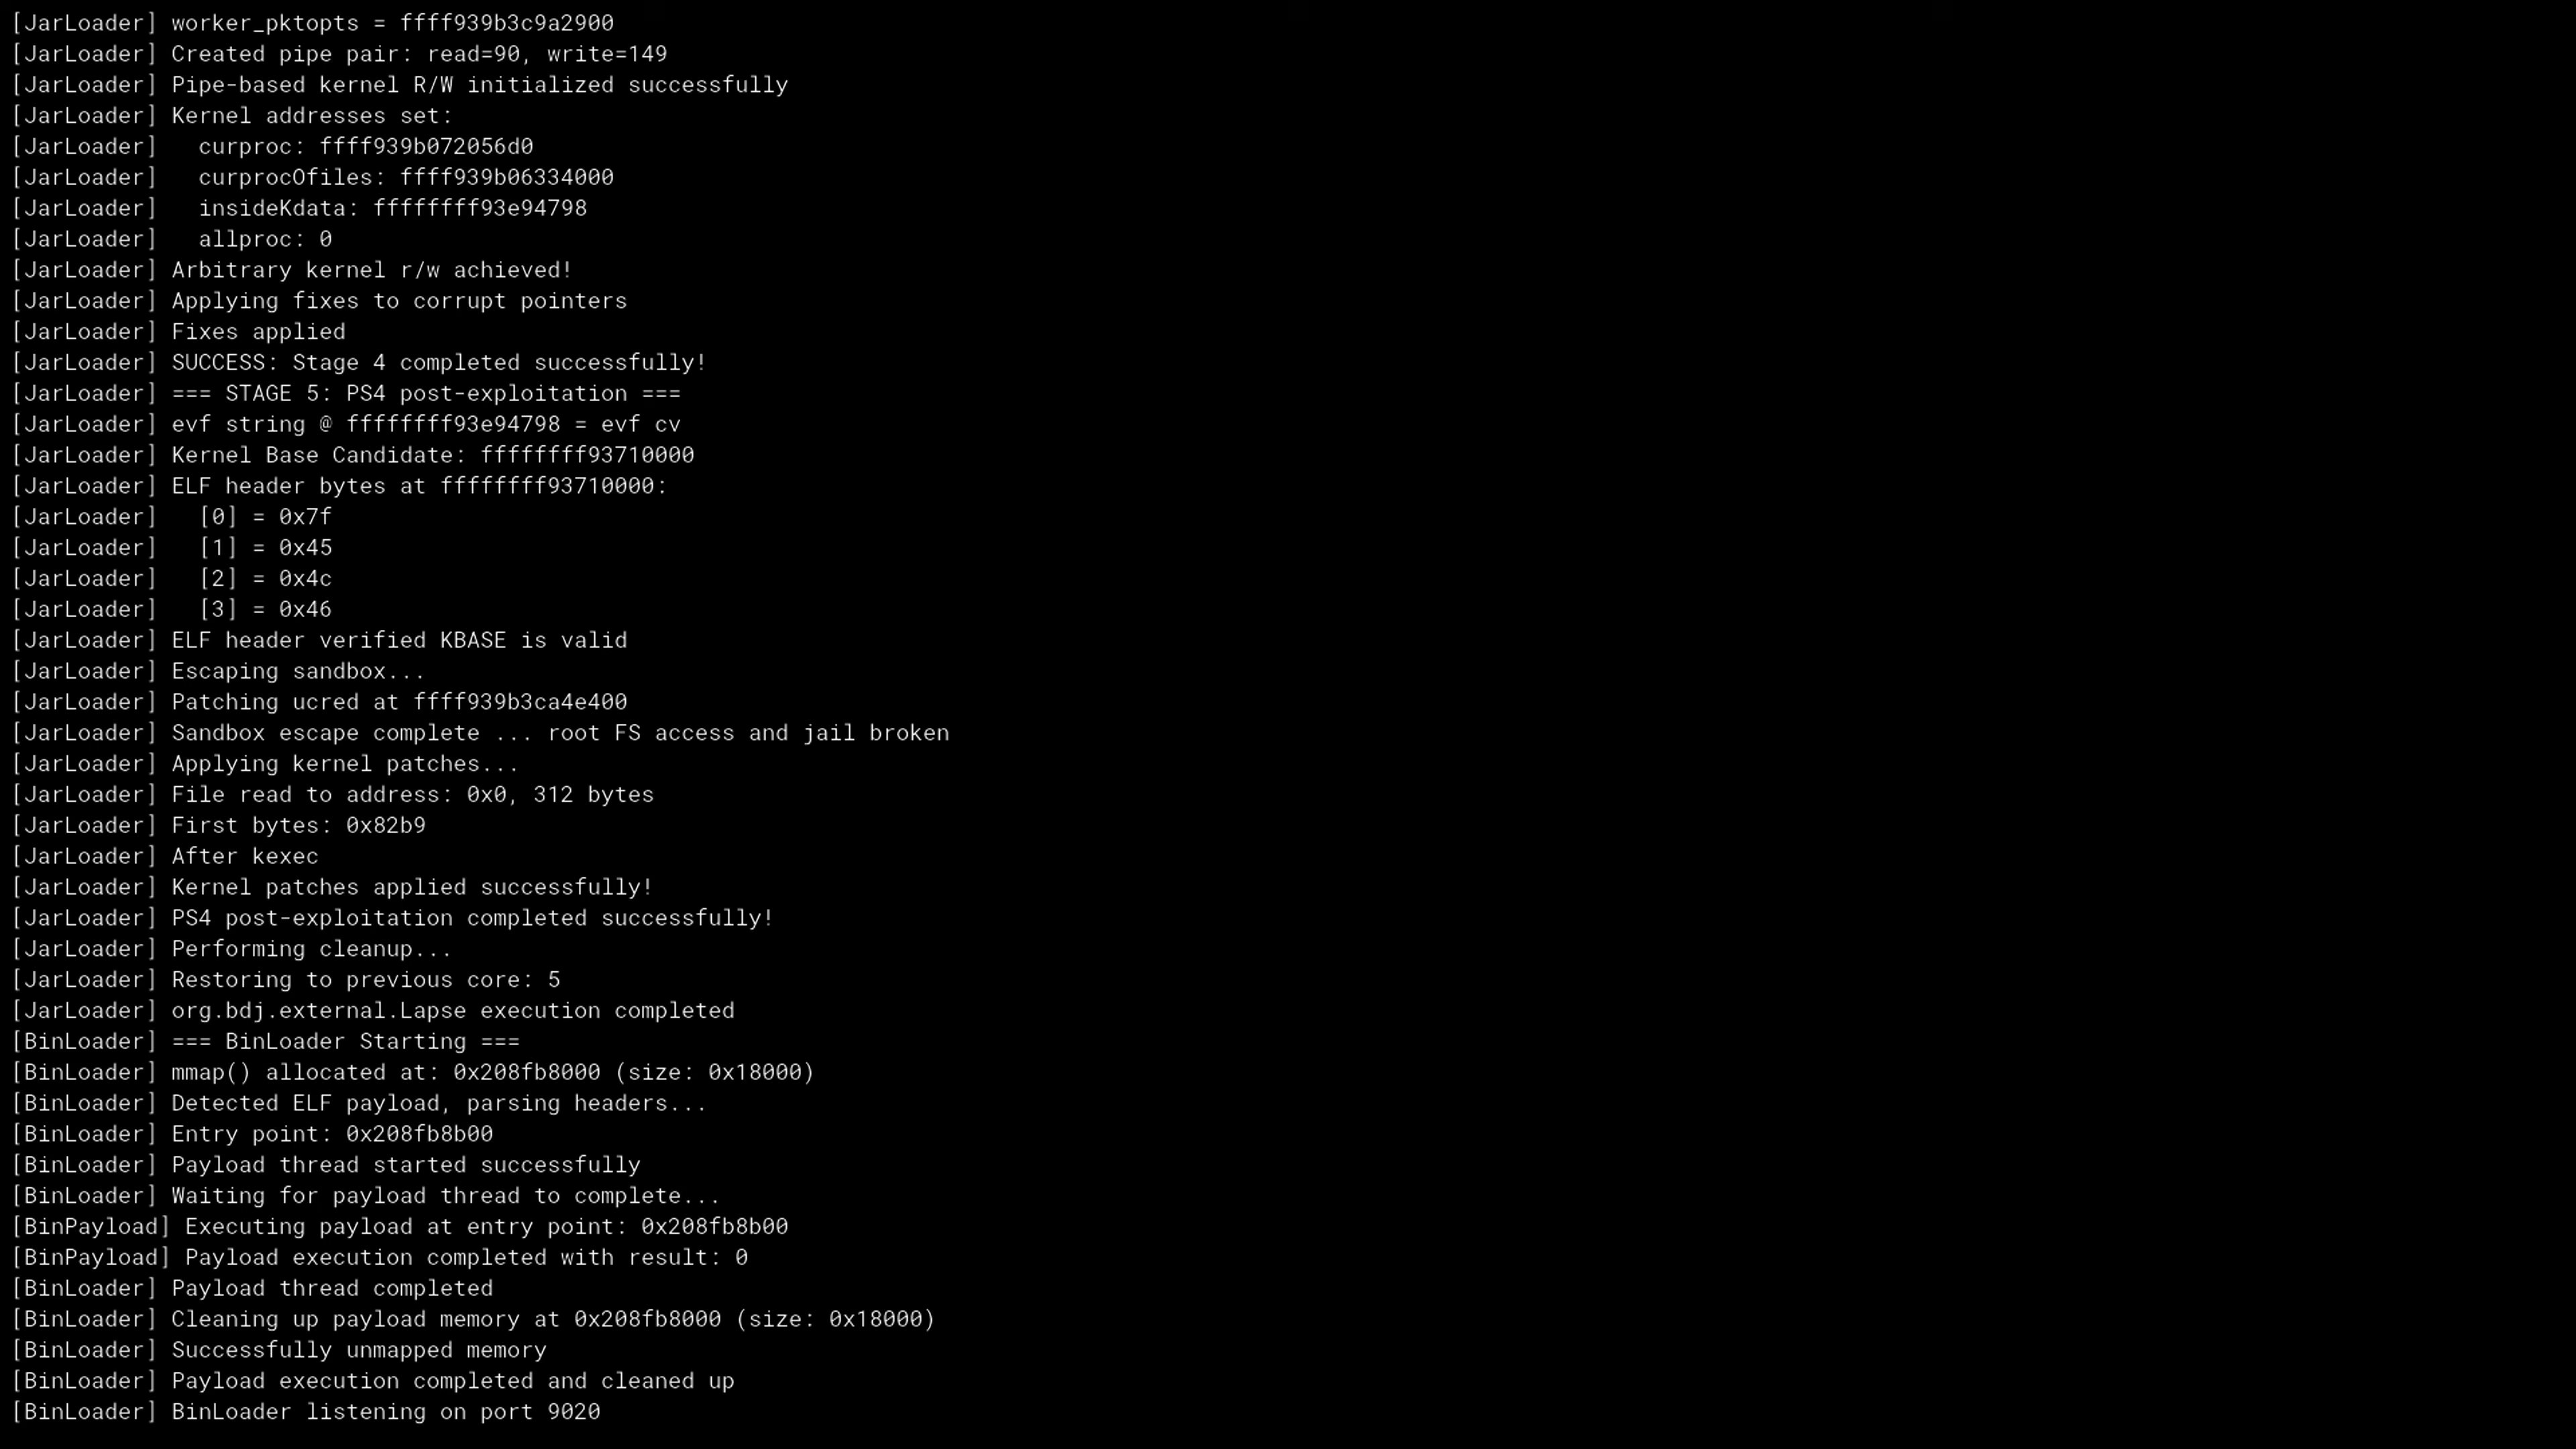 [JarLoader] worker_pktopts = ffff939b3c9a2900
[JarLoader] Created pipe pair: read=90, write=149
[JarLoader] Pipe-based kernel R/W initialized successfully
[JarLoader] Kernel addresses set:
[JarLoader]   curproc: ffff939b072056d0
[JarLoader]   curprocOfiles: ffff939b06334000
[JarLoader]   insideKdata: ffffffff93e94798
[JarLoader]   allproc: 0
[JarLoader] Arbitrary kernel r/w achieved!
[JarLoader] Applying fixes to corrupt pointers
[JarLoader] Fixes applied
[JarLoader] SUCCESS: Stage 4 completed successfully!
[JarLoader] === STAGE 5: PS4 post-exploitation ===
[JarLoader] evf string @ ffffffff93e94798 = evf cv
[JarLoader] Kernel Base Candidate: ffffffff93710000
[JarLoader] ELF header bytes at ffffffff93710000:
[JarLoader]   [0] = 0x7f
[JarLoader]   [1] = 0x45
[JarLoader]   [2] = 0x4c
[JarLoader]   [3] = 0x46
[JarLoader] ELF header verified KBASE is valid
[JarLoader] Escaping sandbox...
[JarLoader] Patching ucred at ffff939b3ca4e400
[JarLoader] Sandbox escape complete ... root FS access and jail broken
[JarLoader] Applying kernel patches...
[JarLoader] File read to address: 0x0, 312 bytes
[JarLoader] First bytes: 0x82b9
[JarLoader] After kexec
[JarLoader] Kernel patches applied successfully!
[JarLoader] PS4 post-exploitation completed successfully!
[JarLoader] Performing cleanup...
[JarLoader] Restoring to previous core: 5
[JarLoader] org.bdj.external.Lapse execution completed
[BinLoader] === BinLoader Starting ===
[BinLoader] mmap() allocated at: 0x208fb8000 (size: 0x18000)
[BinLoader] Detected ELF payload, parsing headers...
[BinLoader] Entry point: 0x208fb8b00
[BinLoader] Payload thread started successfully
[BinLoader] Waiting for payload thread to complete...
[BinPayload] Executing payload at entry point: 0x208fb8b00
[BinPayload] Payload execution completed with result: 0
[BinLoader] Payload thread completed
[BinLoader] Cleaning up payload memory at 0x208fb8000 (size: 0x18000)
[BinLoader] Successfully unmapped memory
[BinLoader] Payload execution completed and cleaned up
[BinLoader] BinLoader listening on port 9020